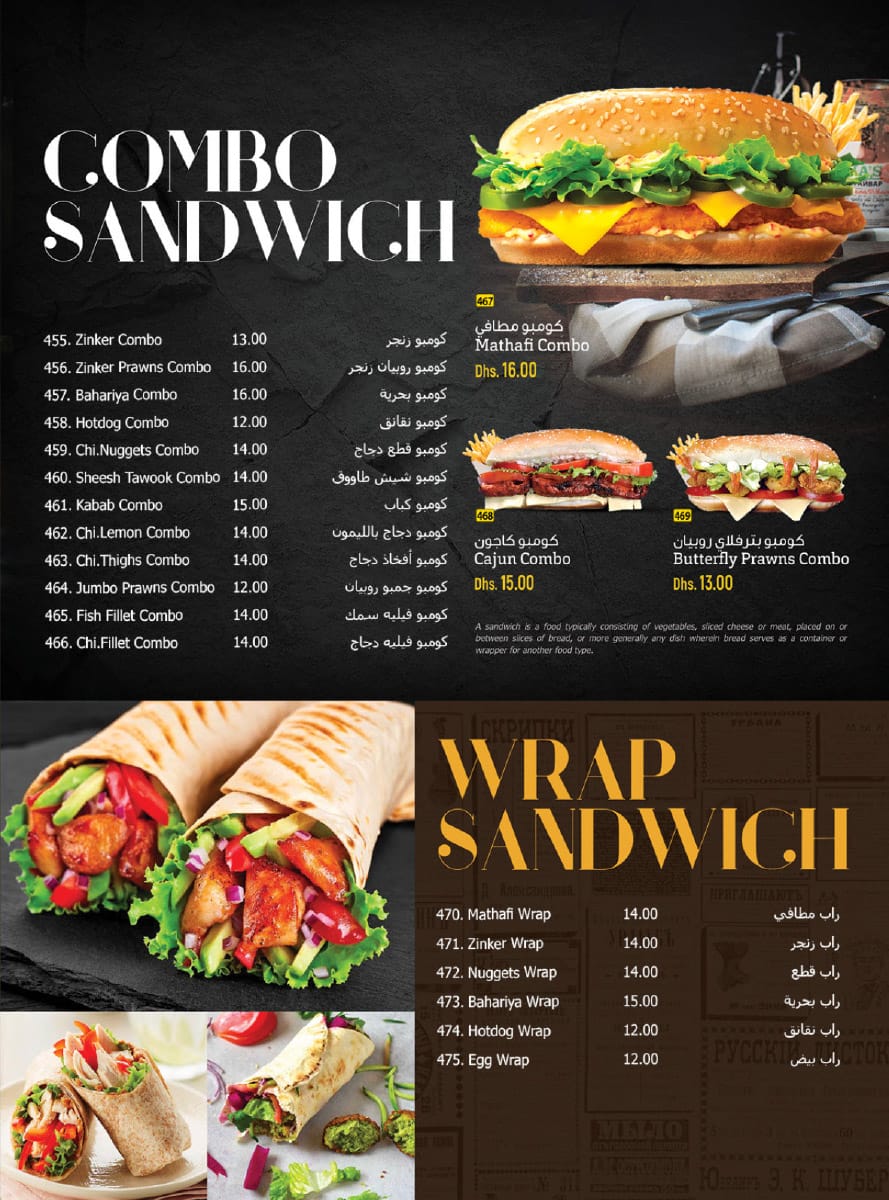 COMBO
SANDWICH
455. Zinker Combo 13.00 كومبو زنجر
456. Zinker Prawns Combo 16.00 كومبو روبيان زنجر
457. Bahariya Combo 16.00 كومبو بحرية
458. Hotdog Combo 12.00 كومبو نقانق
459. Chi.Nuggets Combo 14.00 كومبو قطع دجاج
460. Sheesh Tawook Combo 14.00 كومبو شيش طاووق
461. Kabab Combo 15.00 كومبو كباب
462. Chi.Lemon Combo 14.00 كومبو دجاج بالليمون
463. Chi.Thighs Combo 14.00 كومبو أفخاذ دجاج
464. Jumbo Prawns Combo 12.00 كومبو جمبو روبيان
465. Fish Fillet Combo 14.00 كومبو فيليه سمك
466. Chi.Fillet Combo 14.00 كومبو فيليه دجاج
467
كومبو مطافي
Mathafi Combo
Dhs. 16.00
468
كومبو كاجون
Cajun Combo
Dhs. 15.00
469
كومبو بترفلاي روبيان
Butterfly Prawns Combo
Dhs. 13.00
A sandwich is a food typically consisting of vegetables, sliced cheese or meat, placed on or
between slices of bread, or more generally any dish wherein bread serves as a container or
wrapper for another food type.
WRAP
SANDWICH
470. Mathafi Wrap 14.00 راب مطافي
471. Zinker Wrap 14.00 راب زنجر
472. Nuggets Wrap 14.00 راب قطع
473. Bahariya Wrap 15.00 راب بحرية
474. Hotdog Wrap 12.00 راب نقانق
475. Egg Wrap 12.00 راب بيض
СКРИПКИ
УРБАНА
ПРИГЛАШАЮТЪ
МЕЛО
Э. К. ШУБЕР